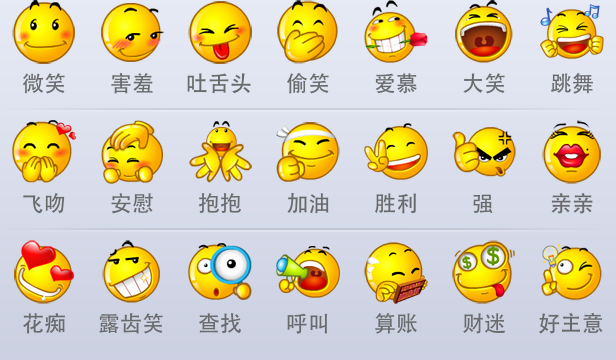 微笑 害羞 吐舌头 偷笑 爱慕 大笑 跳舞
飞吻 安慰 抱抱 加油 胜利 强 亲亲
花痴 露齿笑 查找 呼叫 算账 财迷 好主意